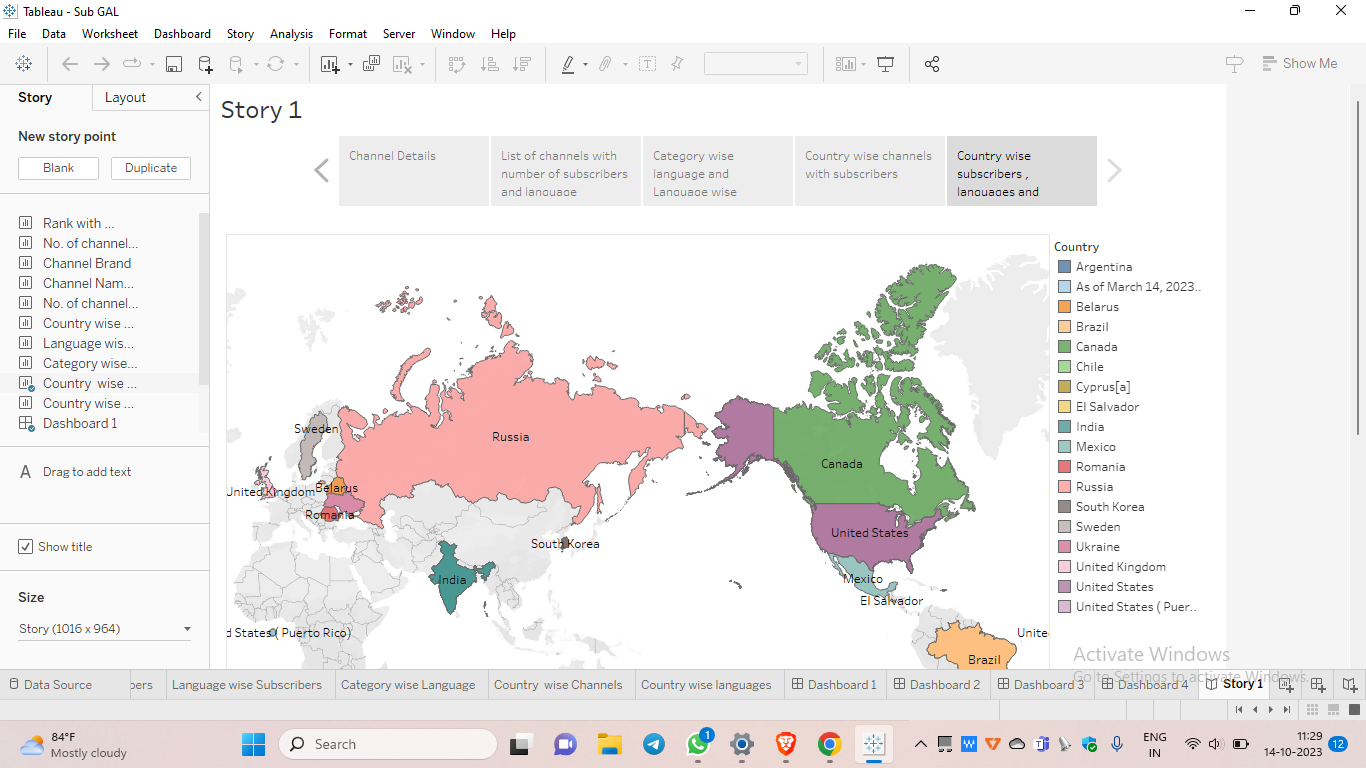 Tableau - Sub GAL
File Data Worksheet Dashboard Story Analysis Format Server Window Help
Show Me
Story
Layout
New story point
Blank
Duplicate
Rank with ...
No. of channel...
Channel Brand
Channel Nam...
No. of channel...
Country wise ...
Language wis...
Category wise...
Country wise ...
Country wise ...
Dashboard 1
A Drag to add text
Show title
Size
Story (1016 x 964)
Story 1
Channel Details
List of channels with
number of subscribers
and language
Category wise
language and
Language wise
Country wise channels
with subscribers
Country wise
subscribers ,
languages and
Sweden
Russia
United Kingdom
Belarus
Romania
South Korea
India
d States( Puerto Rico)
Canada
United States
Mexico
El Salvador
Unite
Brazil
Country
Argentina
As of March 14, 2023..
Belarus
Brazil
Canada
Chile
Cyprus[a]
El Salvador
India
Mexico
Romania
Russia
South Korea
Sweden
Ukraine
United Kingdom
United States
United States ( Puer..
Activate Windows
Go to Settings to activate Windows.
Data Source bers Language wise Subscribers Category wise Language Country wise Channels Country wise languages Dashboard 1 Dashboard 2 Dashboard 3 Dashboard 4 Story 1
84°F
Mostly cloudy
Search
1
ENG
IN
11:29
14-10-2023
12